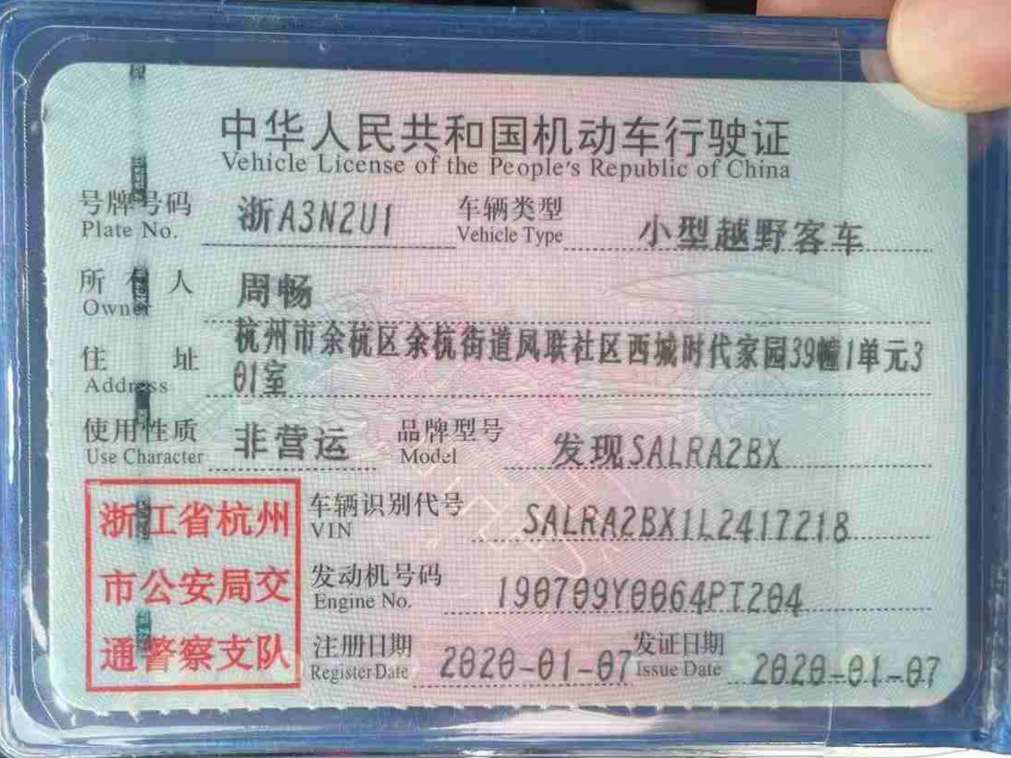 中华人民共和国机动车行驶证
Vehicle License of the People's Republic of China
号牌号码 浙A3N2U1 车辆类型 小型越野客车
Plate No. Vehicle Type
所有人 周畅
Owner
住址 杭州市余杭区余杭街道凤联社区西城时代家园39幢1单元3
Address 01室
使用性质 非营运 品牌型号 发现SALRA2BX
Use Character Model
浙江省杭州 车辆识别代号 SALRA2BX1L2417218
VIN
市公安局交 发动机号码 190709Y0064PT204
Engine No.
通警察支队 注册日期 2020-01-07 发证日期 2020-01-07
Register Date Issue Date